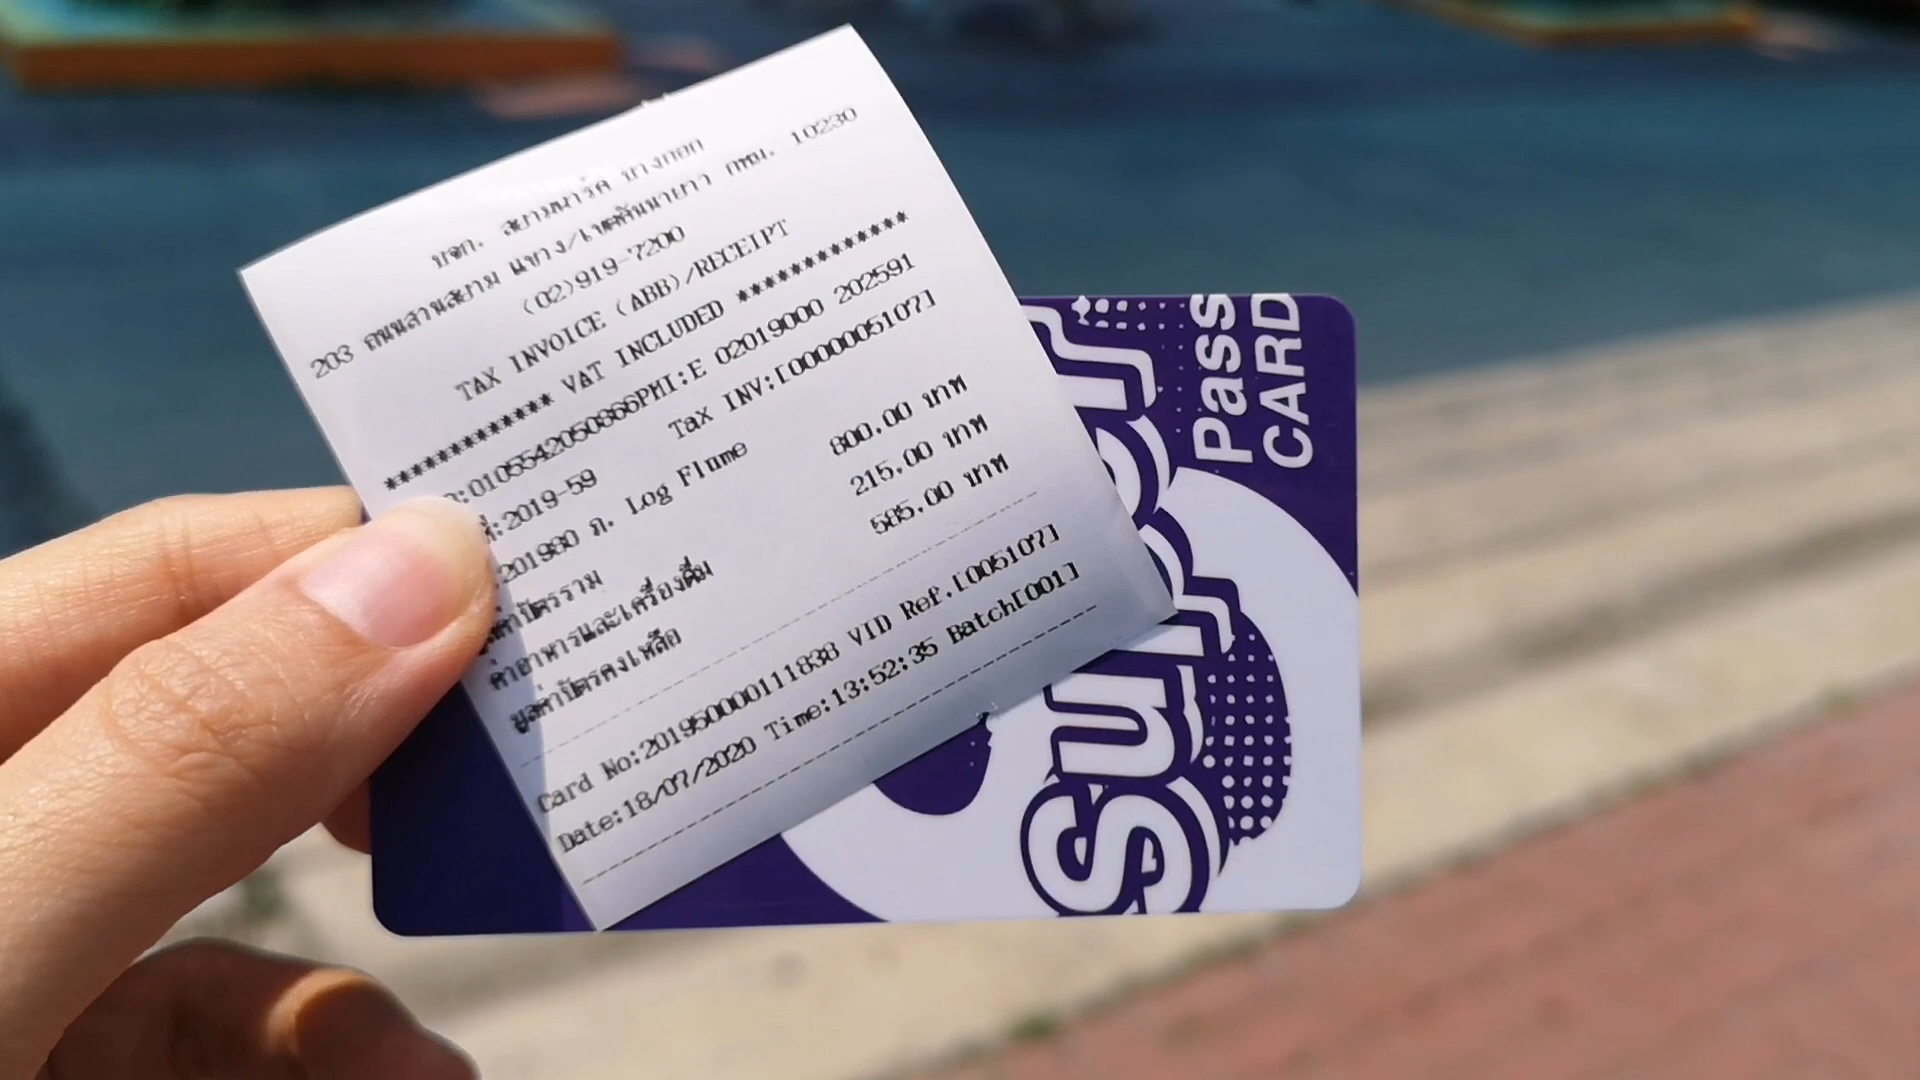 บจก. สยามพาร์ค บางกอก
203 ถนนสวนสยาม แขวง/เขตคันนายาว กทม. 10230
(02)919-7200
TAX INVOICE (ABB)/RECEIPT
*********** VAT INCLUDED ************
:0105542050866PMI:E 02019000 202591
:2019-59 TaX INV:[0000005107]
201980 ภ. Log Flume
บัตรรวม 800.00 บาท
ค่าอาหารและเครื่องดื่ม 215.00 บาท
มูลค่าบัตรคงเหลือ 585.00 บาท
Card No:2019500011183​8 VID Ref.[005107]
Date:18/07/2020 Time:13:52:35 Batch[001]
Super
Pass
CARD